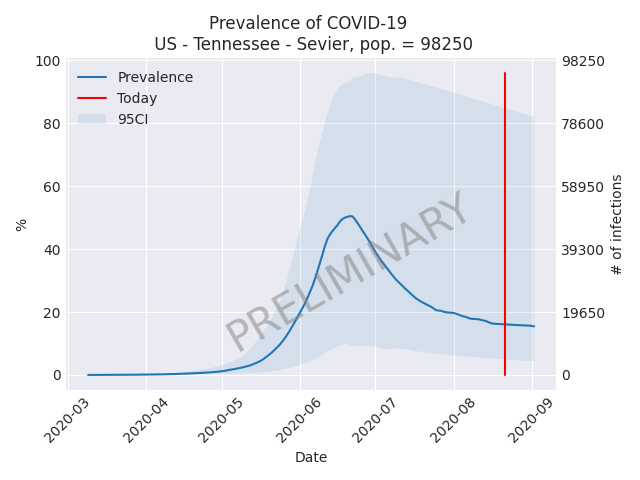 Prevalence of COVID-19
US - Tennessee - Sevier, pop. = 98250
Prevalence
Today
95CI
100
80
60
40
20
0
%
98250
78600
58950
39300
19650
0
# of infections
PRELIMINARY
2020-03
2020-04
2020-05
2020-06
2020-07
2020-08
2020-09
Date